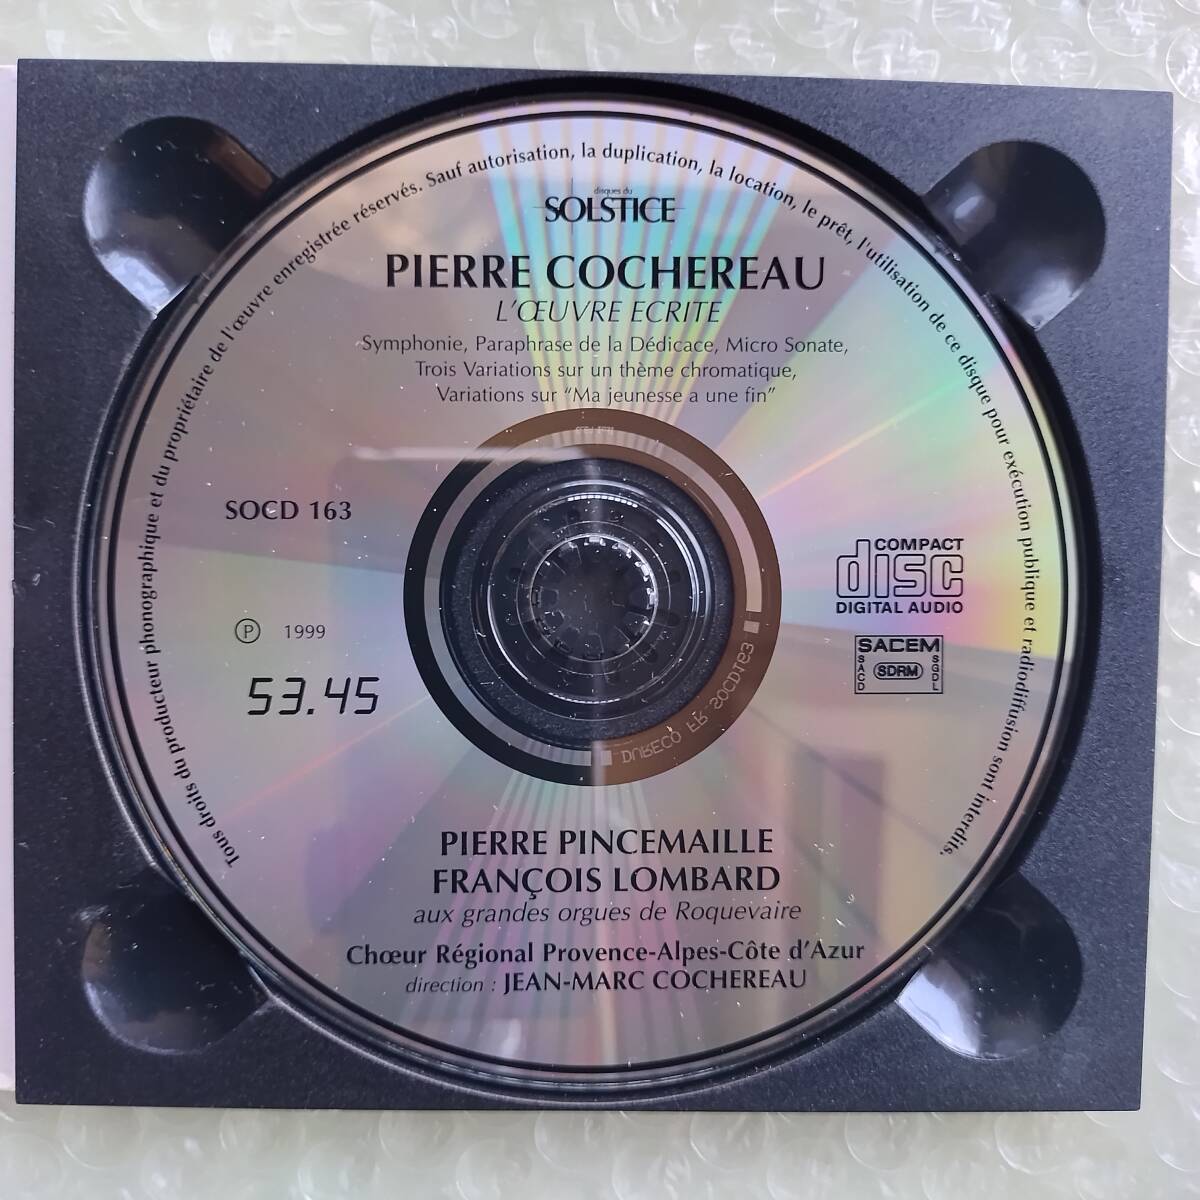 Tous droits du producteur phonographique et du propriétaire de l'œuvre enregistrée réservés. Sauf autorisation, la duplication, la location, le prêt, l'utilisation de ce disque pour exécution publique et radiodiffusion sont interdits.
disques du
SOLSTICE
PIERRE COCHEREAU
L'ŒUVRE ECRITE
Symphonie, Paraphrase de la Dédicace, Micro Sonate,
Trois Variations sur un thème chromatique,
Variations sur "Ma jeunesse a une fin"
SOCD 163
Ⓟ 1999
53.45
COMPACT
disc
DIGITAL AUDIO
SACEM
SACD
SDRM
SGDL
DURECO FR SOCD163
PIERRE PINCEMAILLE
FRANÇOIS LOMBARD
aux grandes orgues de Roquevaire
Chœur Régional Provence-Alpes-Côte d'Azur
direction : JEAN-MARC COCHEREAU